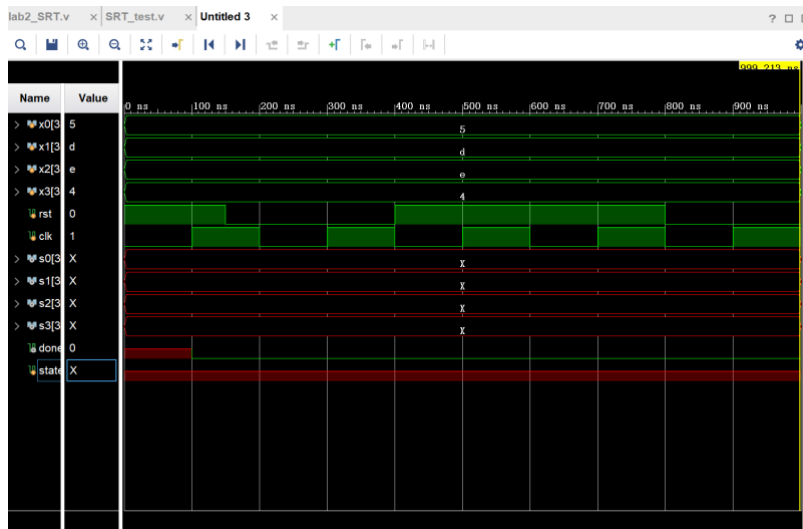 lab2_SRT.v × SRT_test.v × Untitled 3 ×
999.213 ns
Name Value 0 ns 100 ns 200 ns 300 ns 400 ns 500 ns 600 ns 700 ns 800 ns 900 ns
x0[3 5 5
x1[3 d d
x2[3 e e
x3[3 4 4
rst 0
clk 1
s0[3 X X
s1[3 X X
s2[3 X X
s3[3 X X
done 0
state X